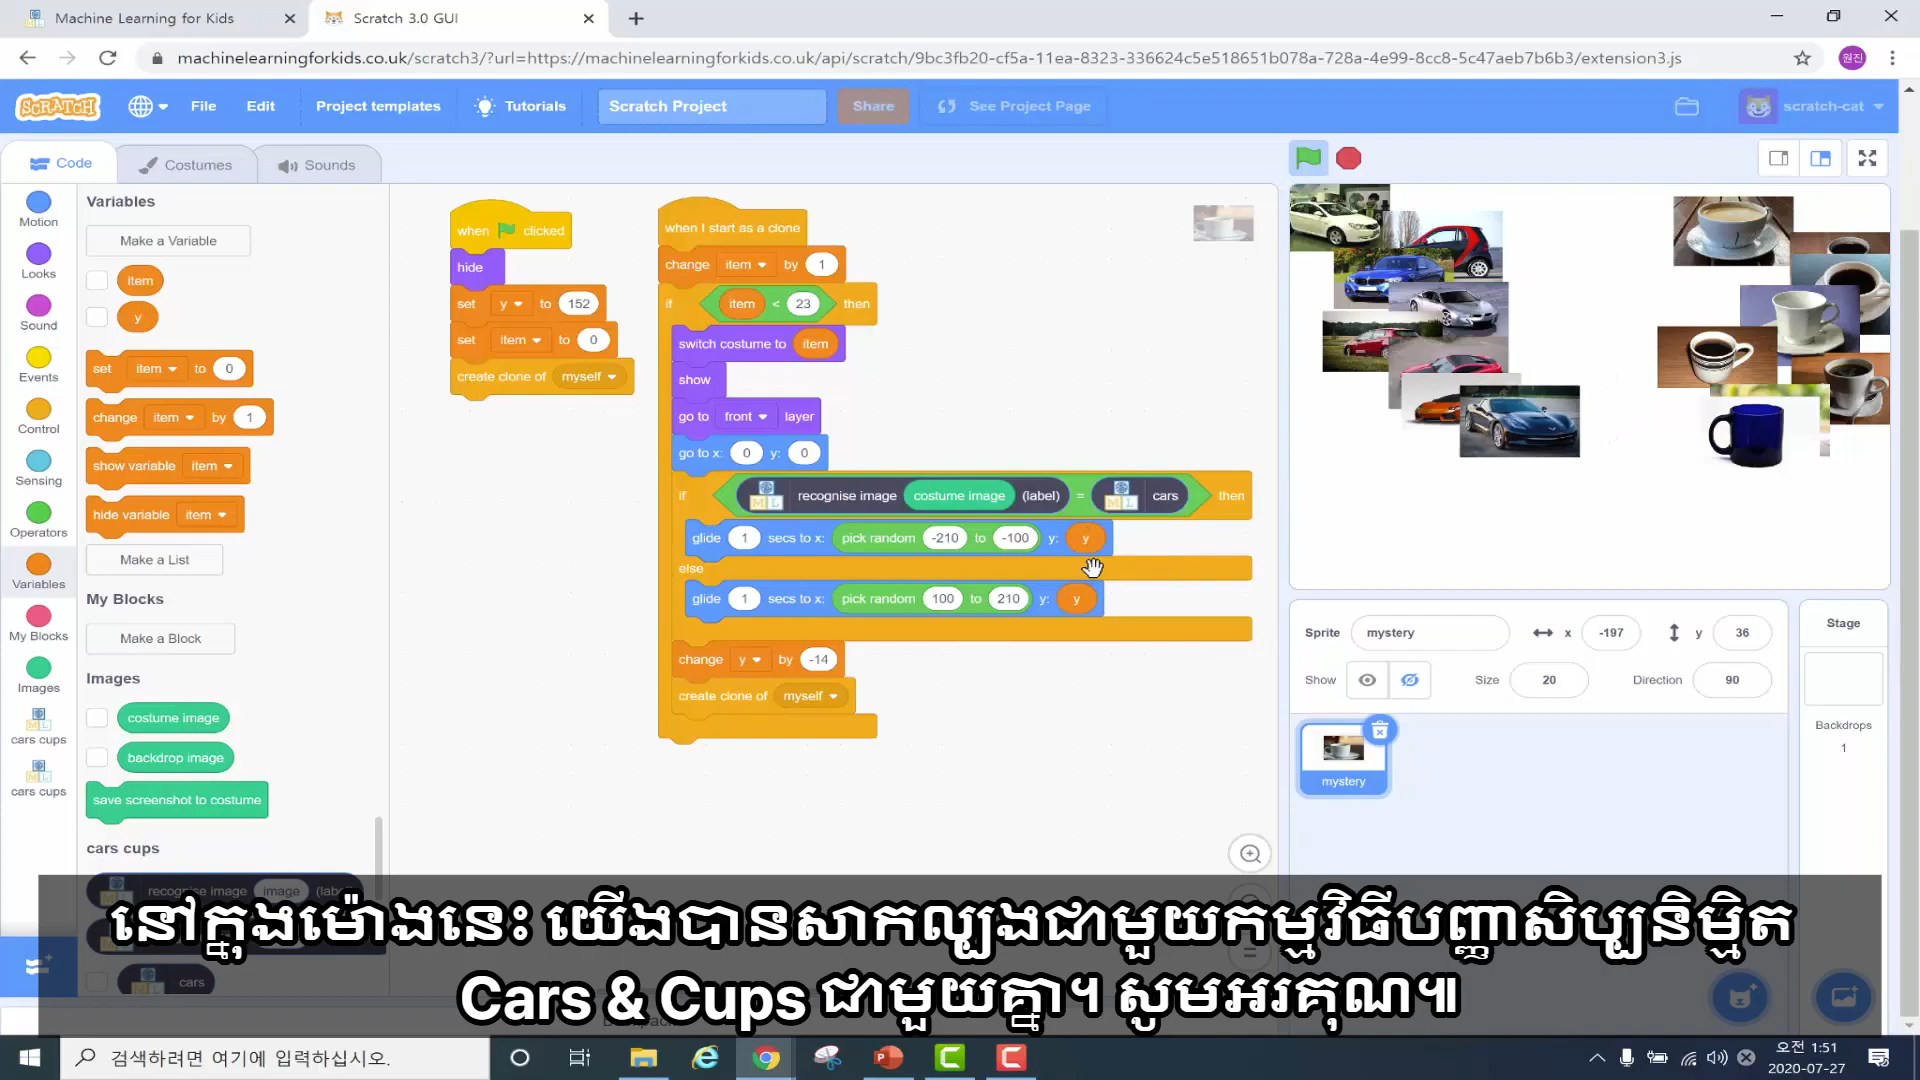 Machine Learning for Kids
Scratch 3.0 GUI
machinelearningforkids.co.uk/scratch3/?url=https://machinelearningforkids.co.uk/api/scratch/9bc3fb20-cf5a-11ea-8323-336624c5e518651b078a-728a-4e99-8cc8-5c47aeb7b6b3/extension3.js
원진
SCRATCH File Edit Project templates Tutorials Scratch Project Share See Project Page scratch-cat
Code Costumes Sounds
Motion
Looks
Sound
Events
Control
Sensing
Operators
Variables
My Blocks
Images
cars cups
cars cups
Variables
Make a Variable
item
y
set item to 0
change item by 1
show variable item
hide variable item
Make a List
My Blocks
Make a Block
Images
costume image
backdrop image
save screenshot to costume
cars cups
recognise image image (label)
cars
when clicked
hide
set y to 152
set item to 0
create clone of myself
when I start as a clone
change item by 1
if item < 23 then
switch costume to item
show
go to front layer
go to x: 0 y: 0
if recognise image costume image (label) = cars then
glide 1 secs to x: pick random -210 to -100 y: y
else
glide 1 secs to x: pick random 100 to 210 y: y
change y by -14
create clone of myself
Sprite mystery x -197 y 36
Show Size 20 Direction 90
mystery
Stage
Backdrops
1
នៅក្នុងម៉ោងនេះ យើងបានសាកល្បងជាមួយកម្មវិធីបញ្ញាសិប្បនិម្មិត
Cars & Cups ជាមួយគ្នា។ សូមអរគុណ៕
검색하려면 여기에 입력하십시오.
오전 1:51
2020-07-27